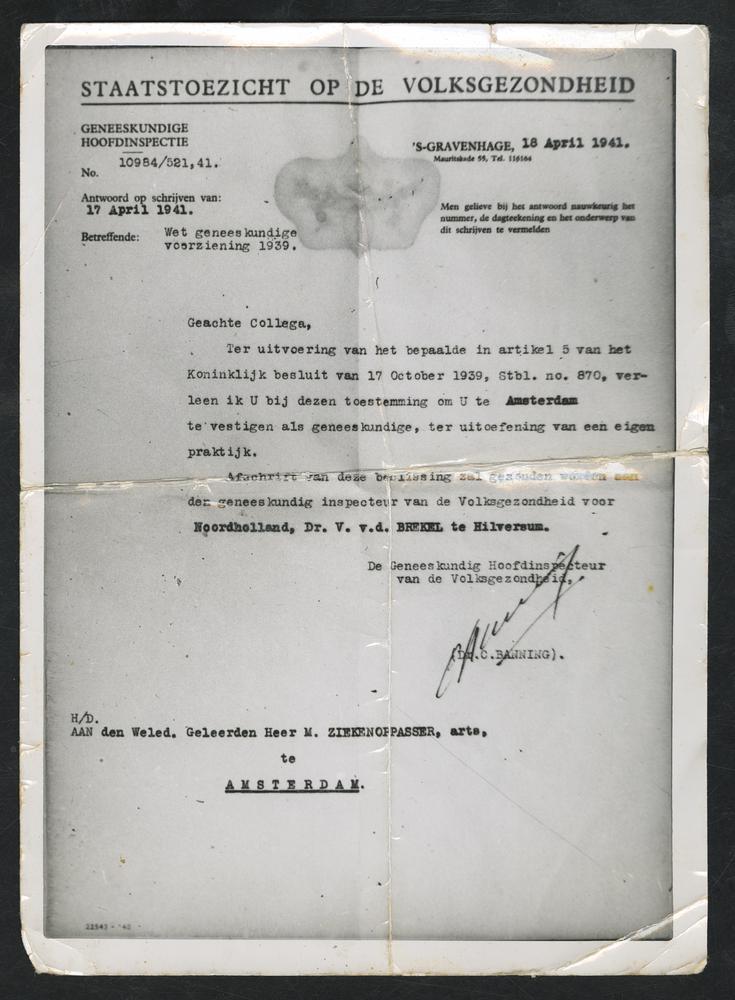 STAATSTOEZICHT OP DE VOLKSGEZONDHEID
GENEESKUNDIGE
HOOFDINSPECTIE
No. 10984/521,41.
'S-GRAVENHAGE, 18 April 1941.
Mauritskade 55, Tel. 116164
Antwoord op schrijven van:
17 April 1941.
Men gelieve bij het antwoord nauwkeurig het
nummer, de dagteekening en het onderwerp van
dit schrijven te vermelden
Betreffende: Wet geneeskundige
voorziening 1939.
Geachte Collega,
Ter uitvoering van het bepaalde in artikel 5 van het
Koninklijk besluit van 17 October 1939, Stbl. no. 870, ver-
leen ik U bij dezen toestemming om U te Amsterdam
te vestigen als geneeskundige, ter uitoefening van een eigen
praktijk.
Afschrift van deze beslissing zal gezonden worden aan
den geneeskundig inspecteur van de Volksgezondheid voor
Noordholland, Dr. V. v.d. BREKEL te Hilversum.
De Geneeskundig Hoofdinspecteur
van de Volksgezondheid,
(Dr.C.BANNING).
H/D.
AAN den Weled. Geleerden Heer M. ZIEKENOPPASSER, arts,
te
AMSTERDAM.
22543 - '40